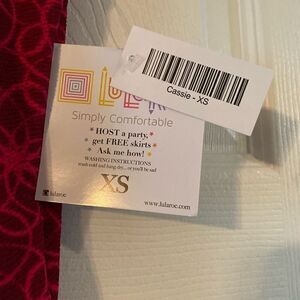 Cassie - XS
Simply Comfortable
* HOST a party, *
* get FREE skirts *
* Ask me how! *
WASHING INSTRUCTIONS
wash cold and hang dry... or you'll be sad
XS
lularoe
www.lularoe.com